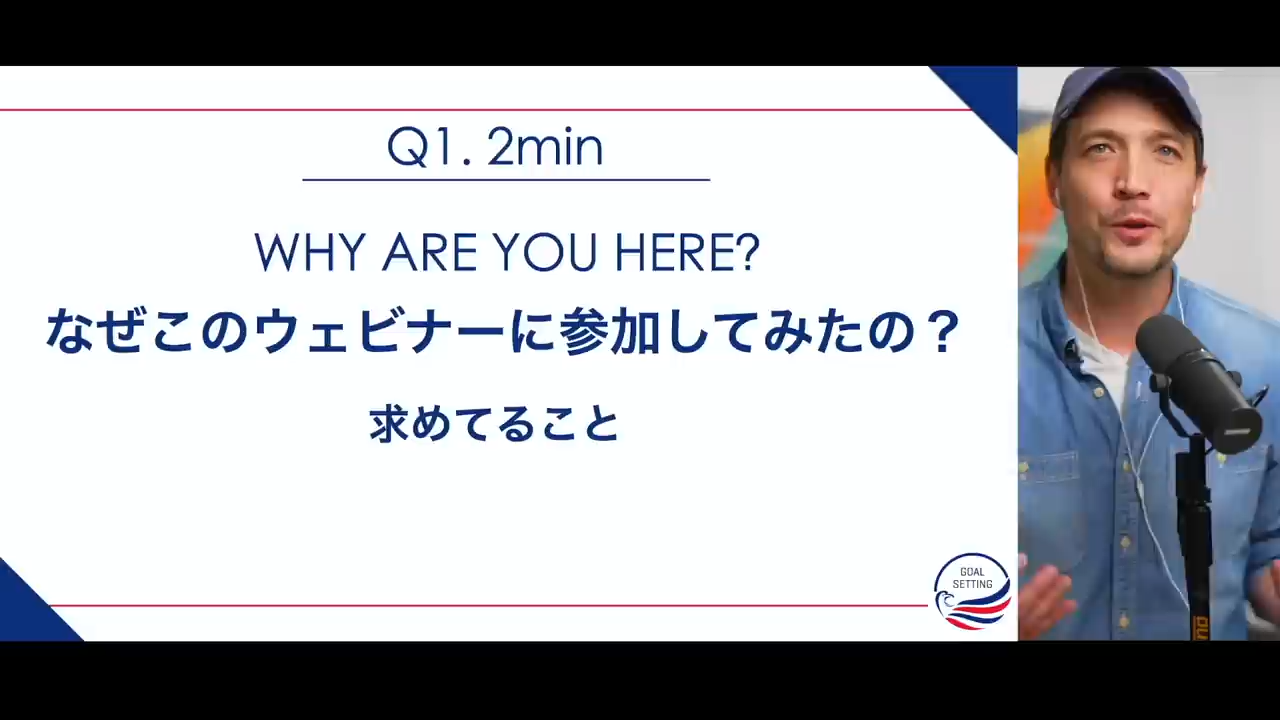 Q1. 2min
WHY ARE YOU HERE?
なぜこのウェビナーに参加してみたの？
求めてること
GOAL
SETTING